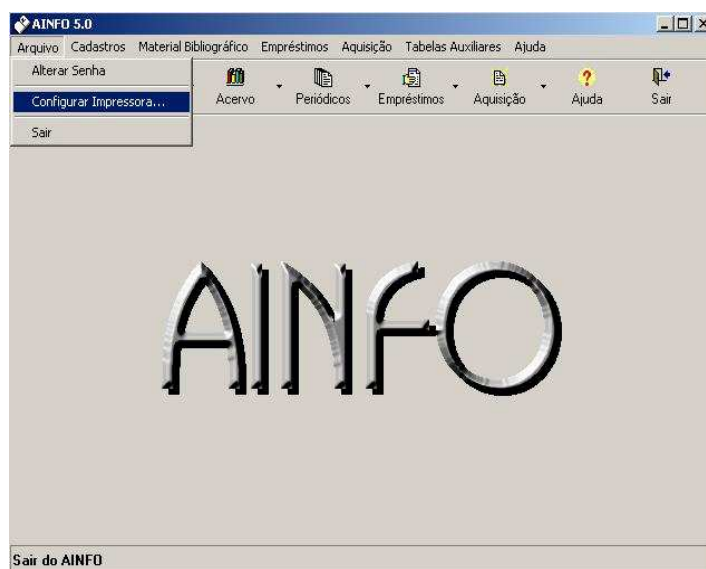 AINFO 5.0
Arquivo Cadastros Material Bibliográfico Empréstimos Aquisição Tabelas Auxiliares Ajuda
Alterar Senha
Configurar Impressora...
Sair
Acervo Periódicos Empréstimos Aquisição Ajuda Sair
AINFO
Sair do AINFO